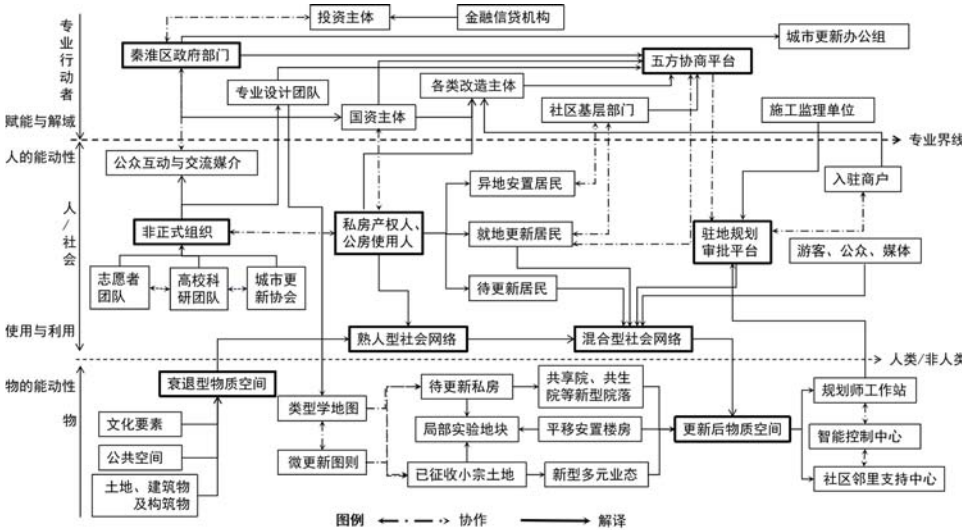 投资主体
金融信贷机构
秦淮区政府部门
城市更新办公组
五方协商平台
专业设计团队
各类改造主体
国资主体
社区基层部门
施工监理单位
专业行动者
赋能与解域
专业界线
人的能动性
公众互动与交流媒介
异地安置居民
入驻商户
人/社会
非正式组织
私房产权人、
公房使用人
就地更新居民
驻地规划
审批平台
游客、公众、媒体
志愿者
团队
高校科
研团队
城市更
新协会
待更新居民
使用与利用
熟人型社会网络
混合型社会网络
人类/非人类
物的能动性
物
衰退型物质空间
类型学地图
待更新私房
共享院、共生
院等新型院落
规划师工作站
文化要素
局部实验地块
平移安置楼房
更新后物质空间
智能控制中心
公共空间
微更新图则
已征收小宗土地
新型多元业态
社区邻里支持中心
土地、建筑物
及构筑物
图例
协作
解译